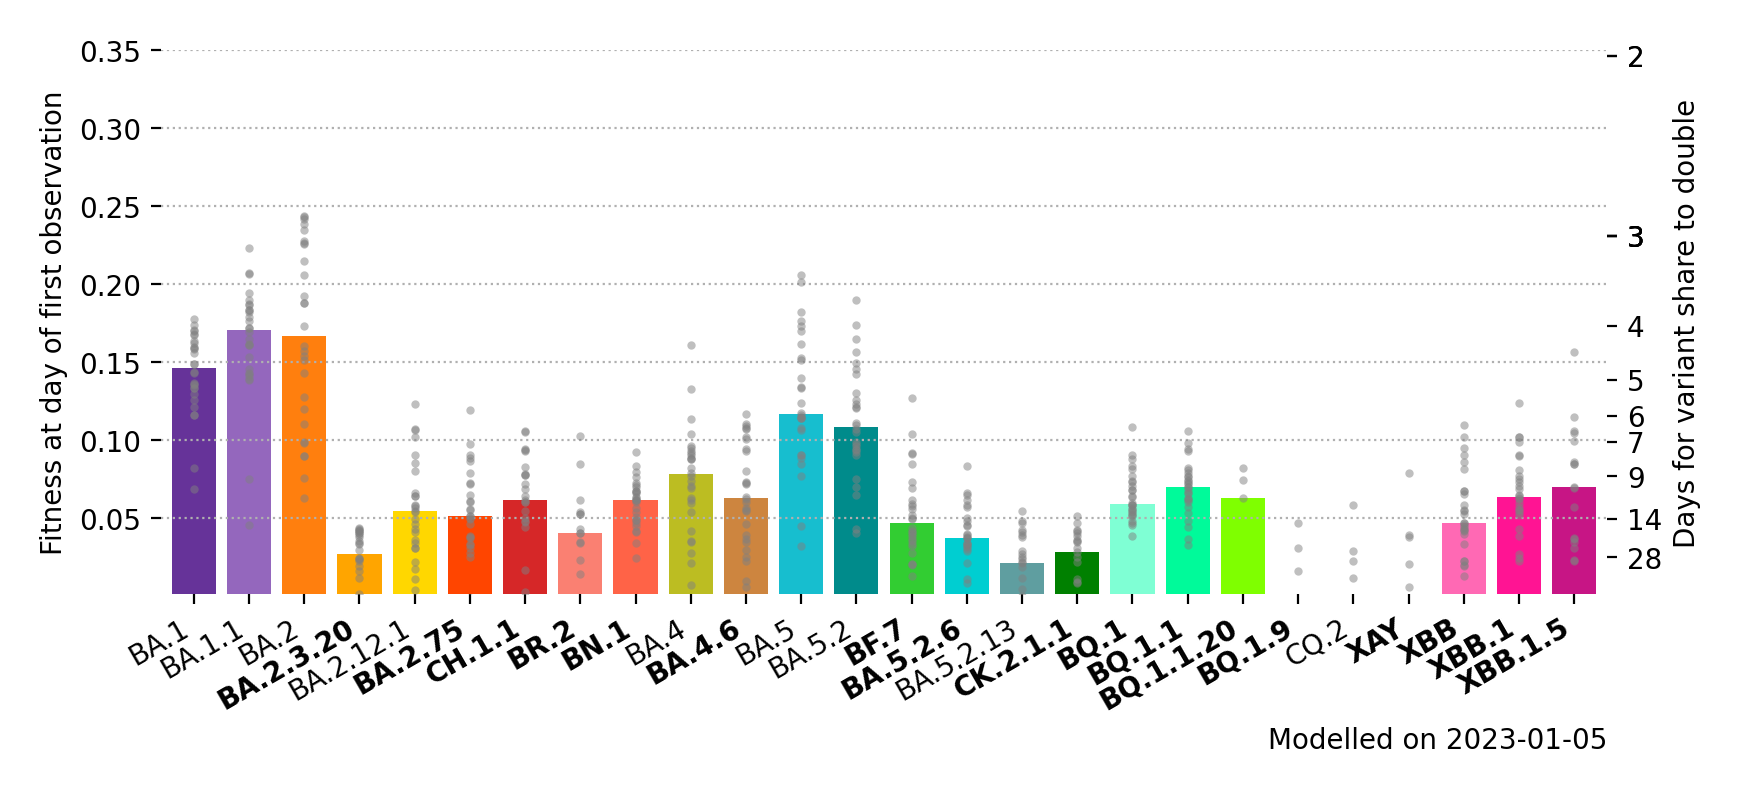 Fitness at day of first observation
0.35
0.30
0.25
0.20
0.15
0.10
0.05
2
3
4
5
6
7
9
14
28
Days for variant share to double
BA.1
BA.1.1
BA.2
BA.2.3.20
BA.2.12.1
BA.2.75
CH.1.1
BR.2
BN.1
BA.4
BA.4.6
BA.5
BA.5.2
BF.7
BA.5.2.6
BA.5.2.13
CK.2.1.1
BQ.1
BQ.1.1
BQ.1.1.20
BQ.1.9
CQ.2
XAY
XBB
XBB.1
XBB.1.5
Modelled on 2023-01-05